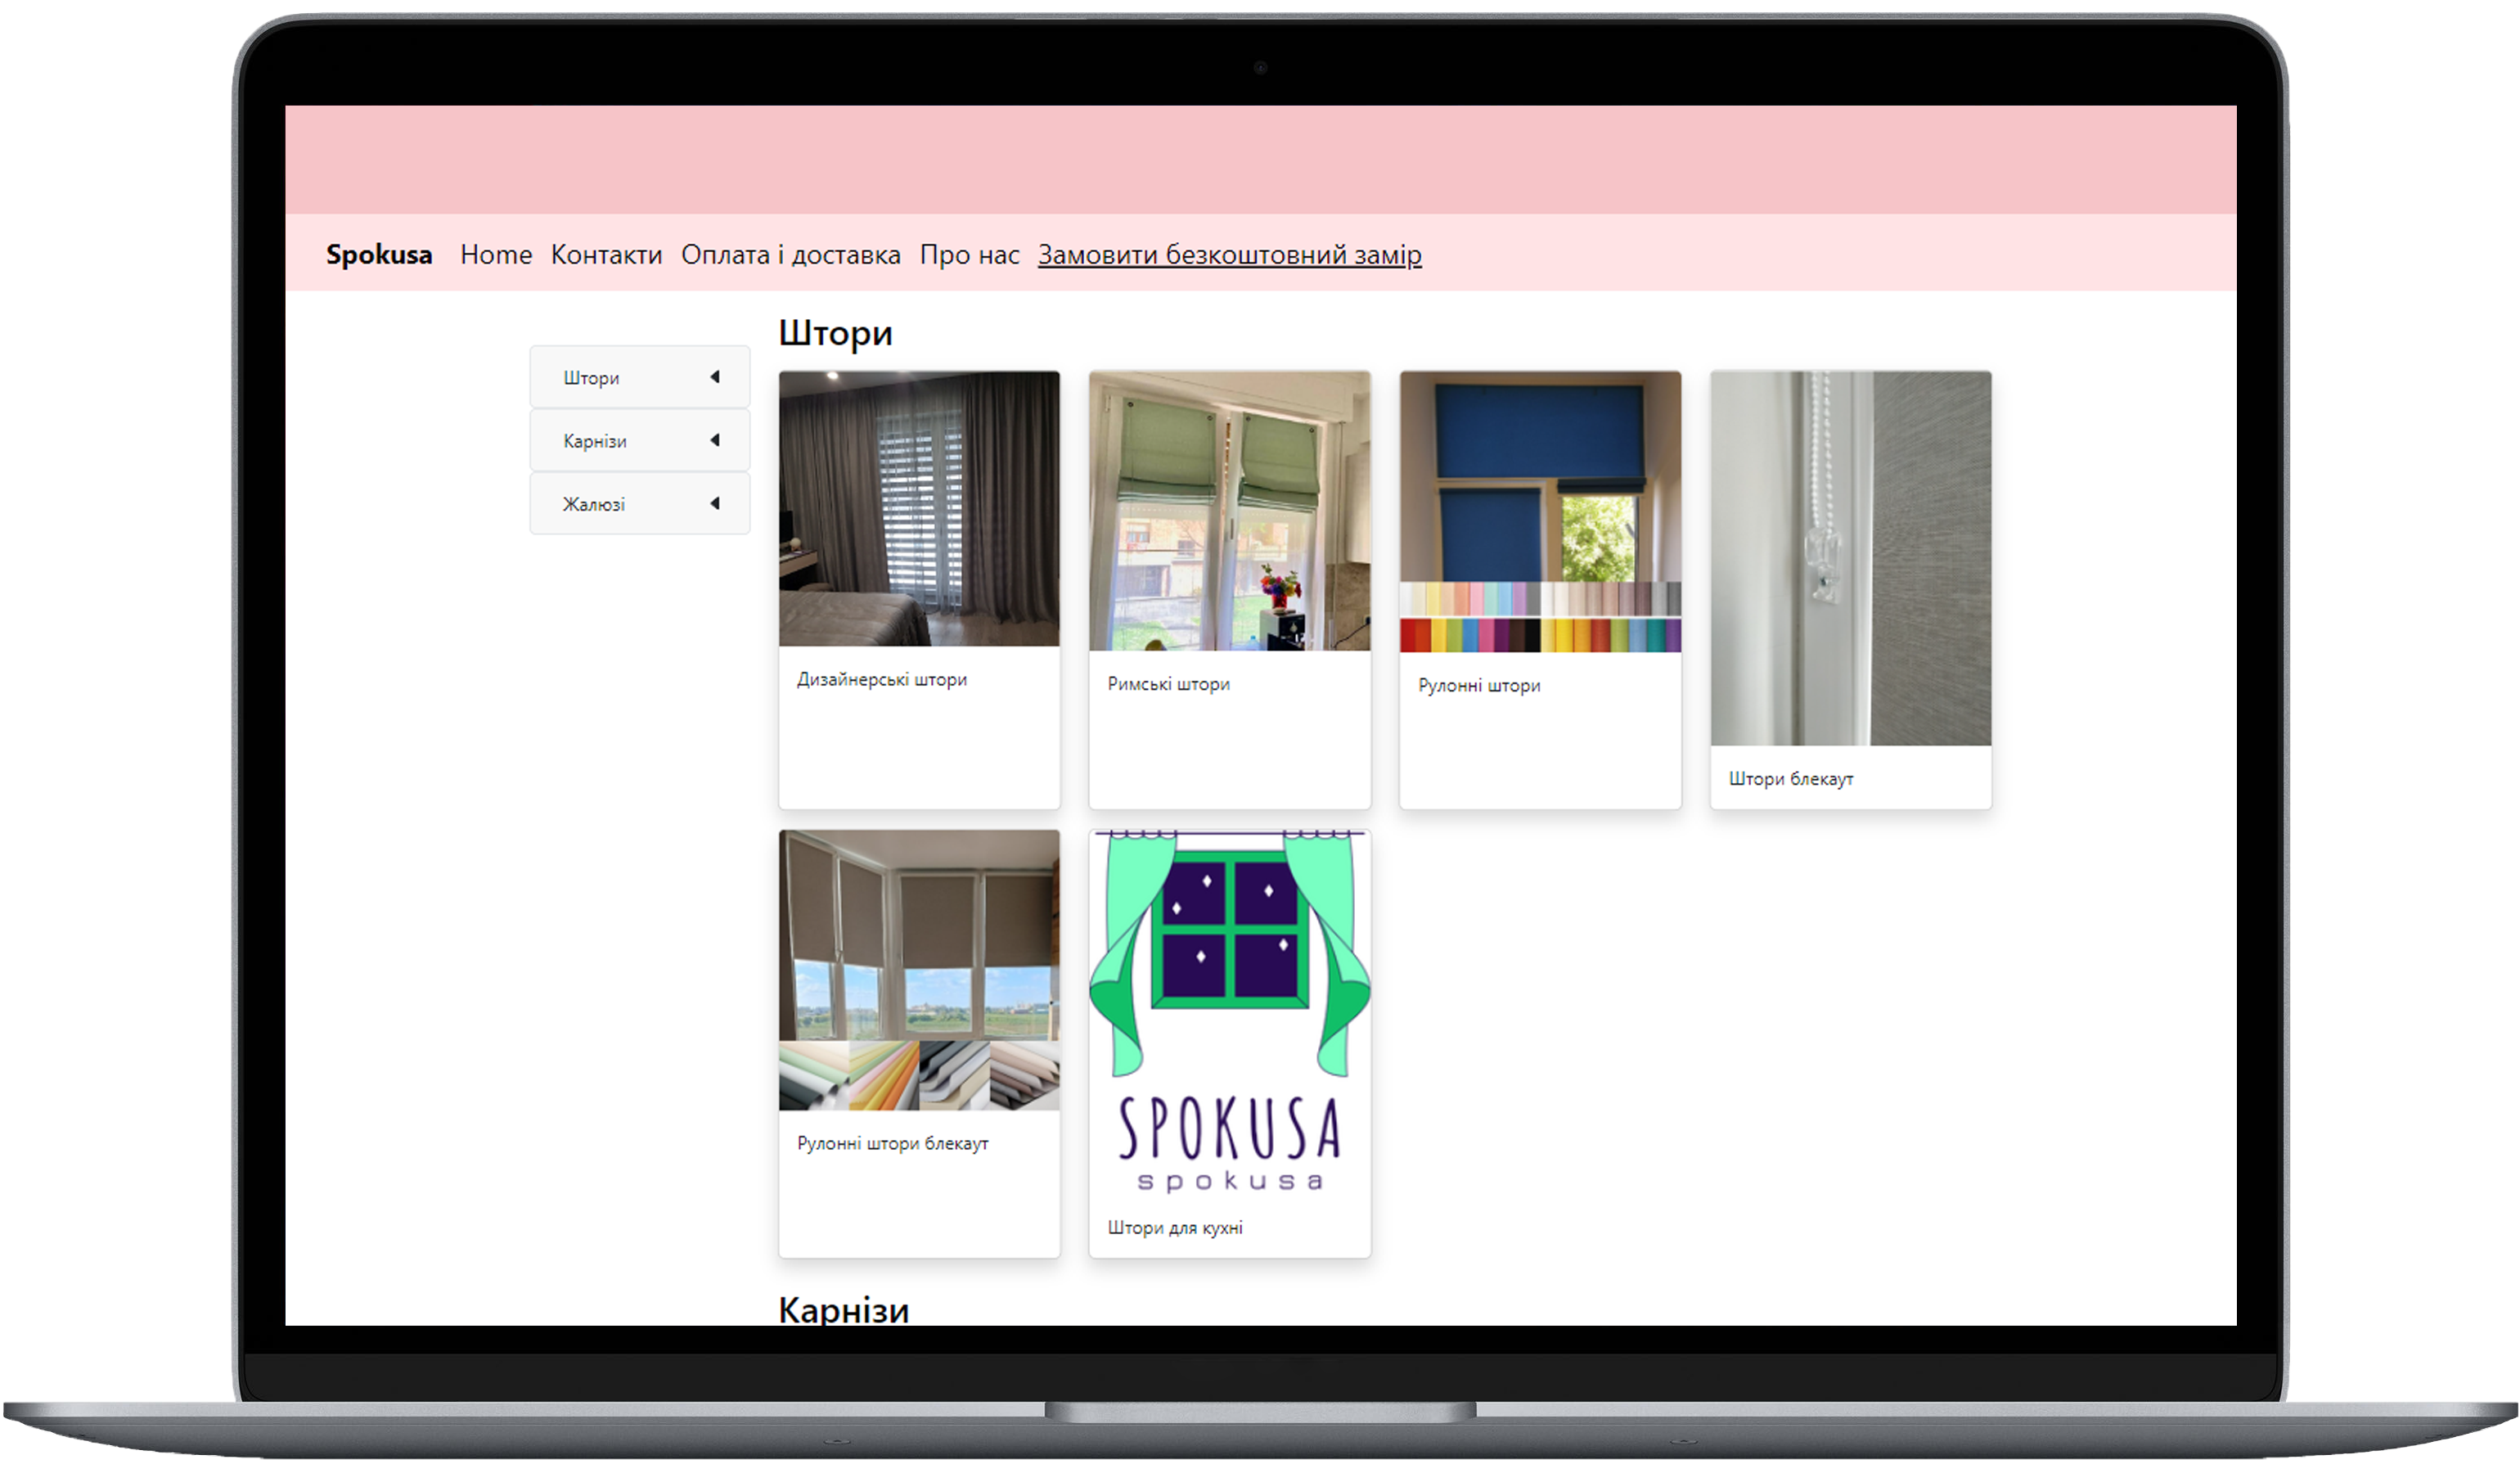 Spokusa Home Контакти Оплата і доставка Про нас Замовити безкоштовний замір
Штори
Карнізи
Жалюзі
Штори
Дизайнерські штори
Римські штори
Рулонні штори
Штори блекаут
Рулонні штори блекаут
SPOKUSA
spokusa
Штори для кухні
Карнізи